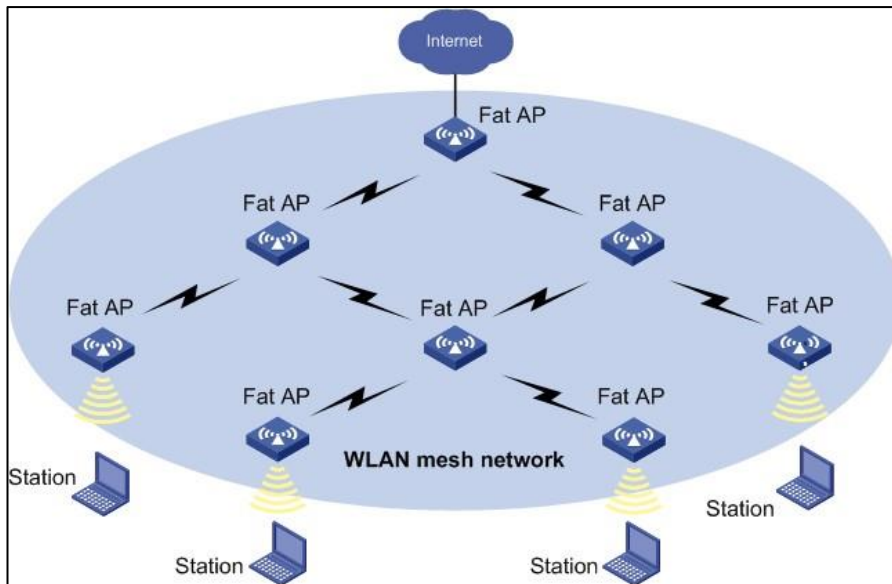 Internet
Fat AP
Fat AP
Fat AP
Fat AP
Fat AP
Fat AP
Fat AP
Fat AP
WLAN mesh network
Station
Station
Station
Station